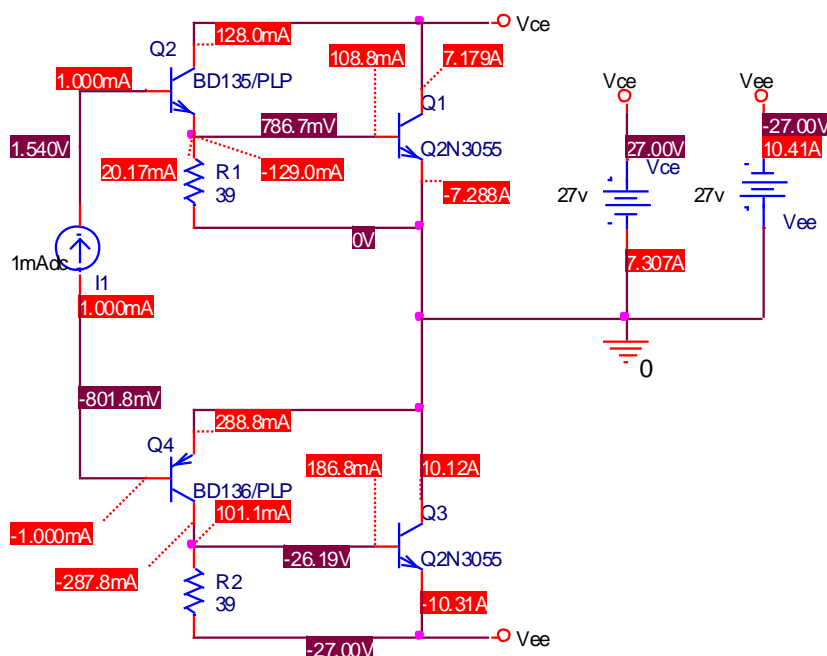 Vce
Q2
128.0mA
108.8mA
7.179A
1.000mA
BD135/PLP
Q1
Vce
Vee
786.7mV
Q2N3055
1.540V
27.00V
-27.00V
10.41A
20.17mA
R1
39
-129.0mA
-7.288A
Vce
27v
27v
Vee
0V
1mAdc
I1
7.307A
1.000mA
0
-801.8mV
288.8mA
Q4
186.8mA
10.12A
BD136/PLP
101.1mA
Q3
-1.000mA
-26.19V
Q2N3055
-287.8mA
R2
39
-10.31A
-27.00V
Vee